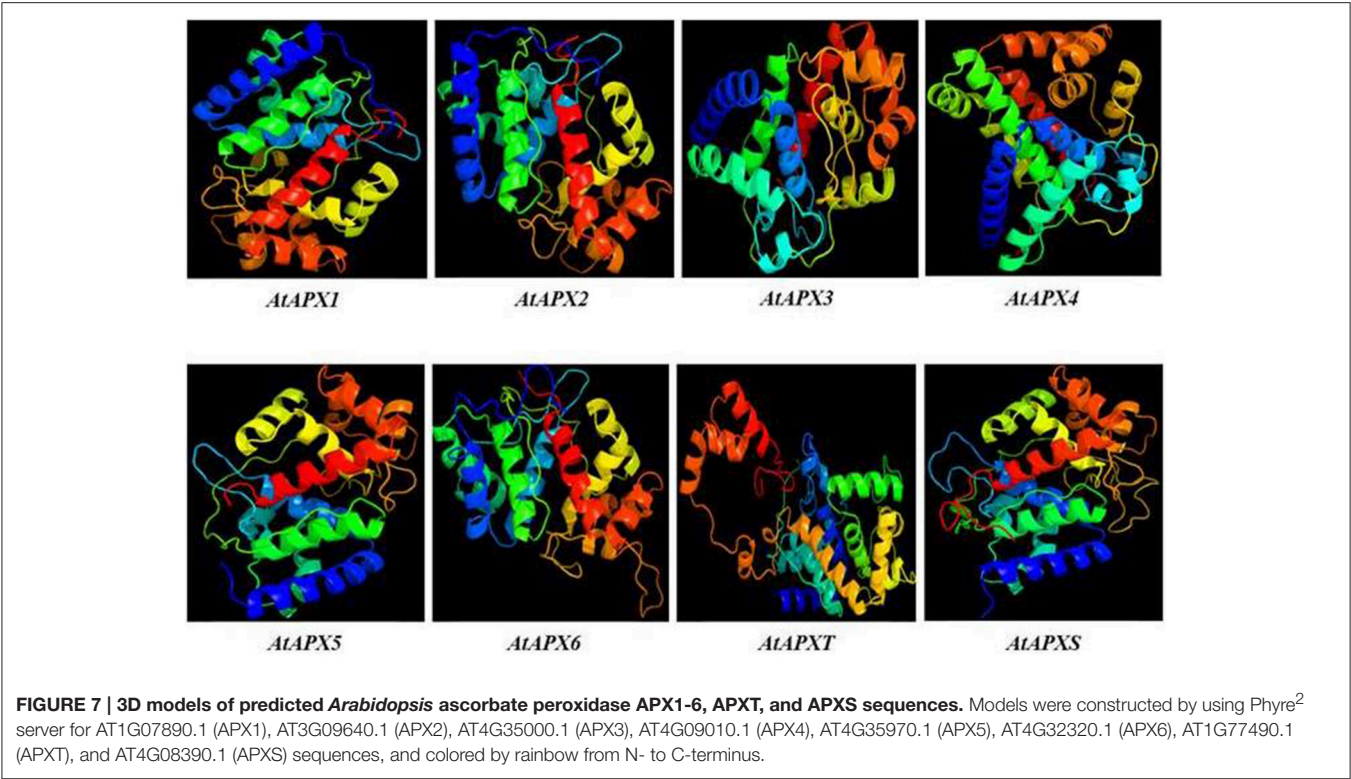 AtAPX1 AtAPX2 AtAPX3 AtAPX4
AtAPX5 AtAPX6 AtAPXT AtAPXS
FIGURE 7 | 3D models of predicted Arabidopsis ascorbate peroxidase APX1-6, APXT, and APXS sequences. Models were constructed by using Phyre2
server for AT1G07890.1 (APX1), AT3G09640.1 (APX2), AT4G35000.1 (APX3), AT4G09010.1 (APX4), AT4G35970.1 (APX5), AT4G32320.1 (APX6), AT1G77490.1
(APXT), and AT4G08390.1 (APXS) sequences, and colored by rainbow from N- to C-terminus.